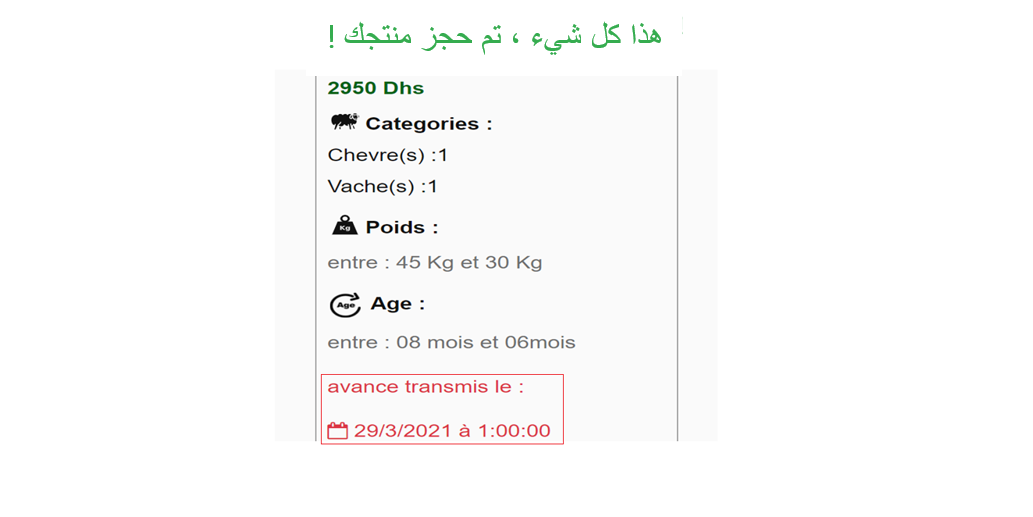 هذا كل شيء ، تم حجز منتجك !
2950 Dhs
Categories :
Chevre(s) :1
Vache(s) :1
Kg Poids :
entre : 45 Kg et 30 Kg
Age Age :
entre : 08 mois et 06mois
avance transmis le :
29/3/2021 à 1:00:00